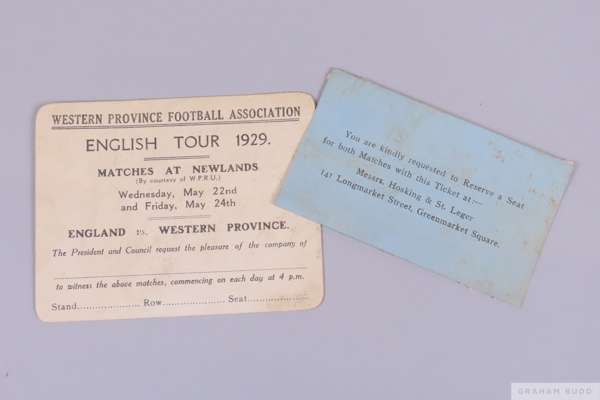 WESTERN PROVINCE FOOTBALL ASSOCIATION
ENGLISH TOUR 1929.
MATCHES AT NEWLANDS
(By courtesy of W.P.R.U.)
Wednesday, May 22nd
and Friday, May 24th
ENGLAND vs. WESTERN PROVINCE.
The President and Council request the pleasure of the company of
to witness the above matches, commencing on each day at 4 p.m.
Stand..................... Row..................... Seat.....................
You are kindly requested to Reserve a Seat
for both Matches with this Ticket at:—
Messrs. Hosking & St. Leger
141 Longmarket Street, Greenmarket Square.
GRAHAM BUDD